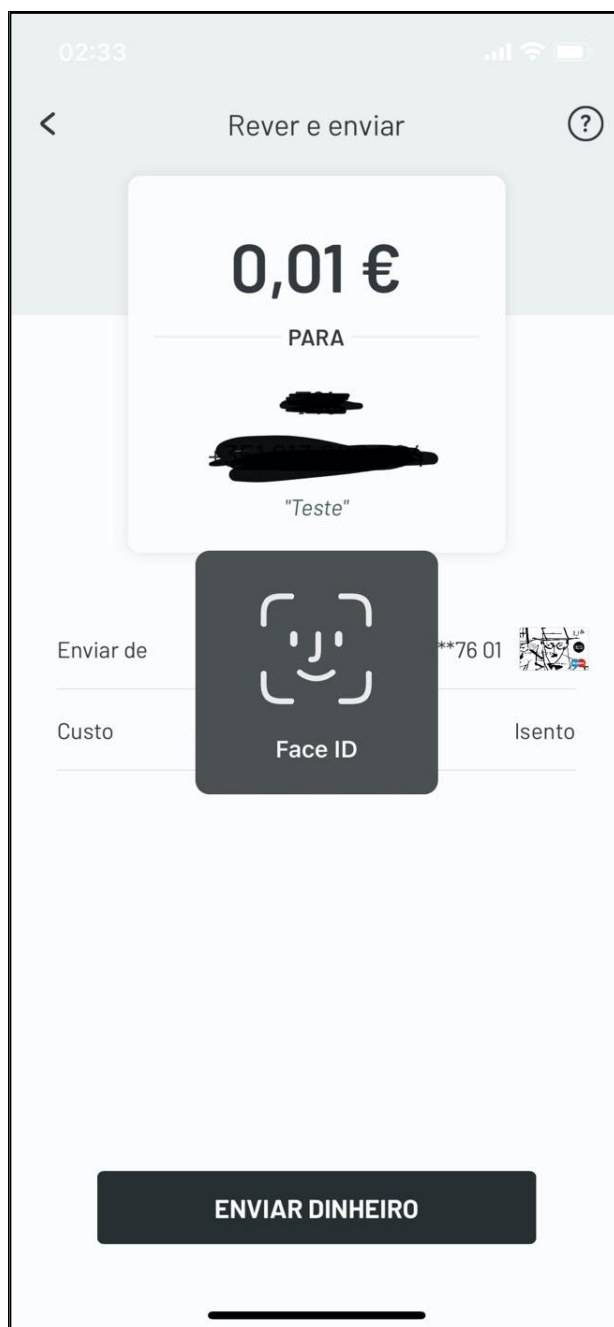 02:33
Rever e enviar
?
0,01 €
PARA
"Teste"
Enviar de
**76 01
Custo
Isento
Face ID
ENVIAR DINHEIRO